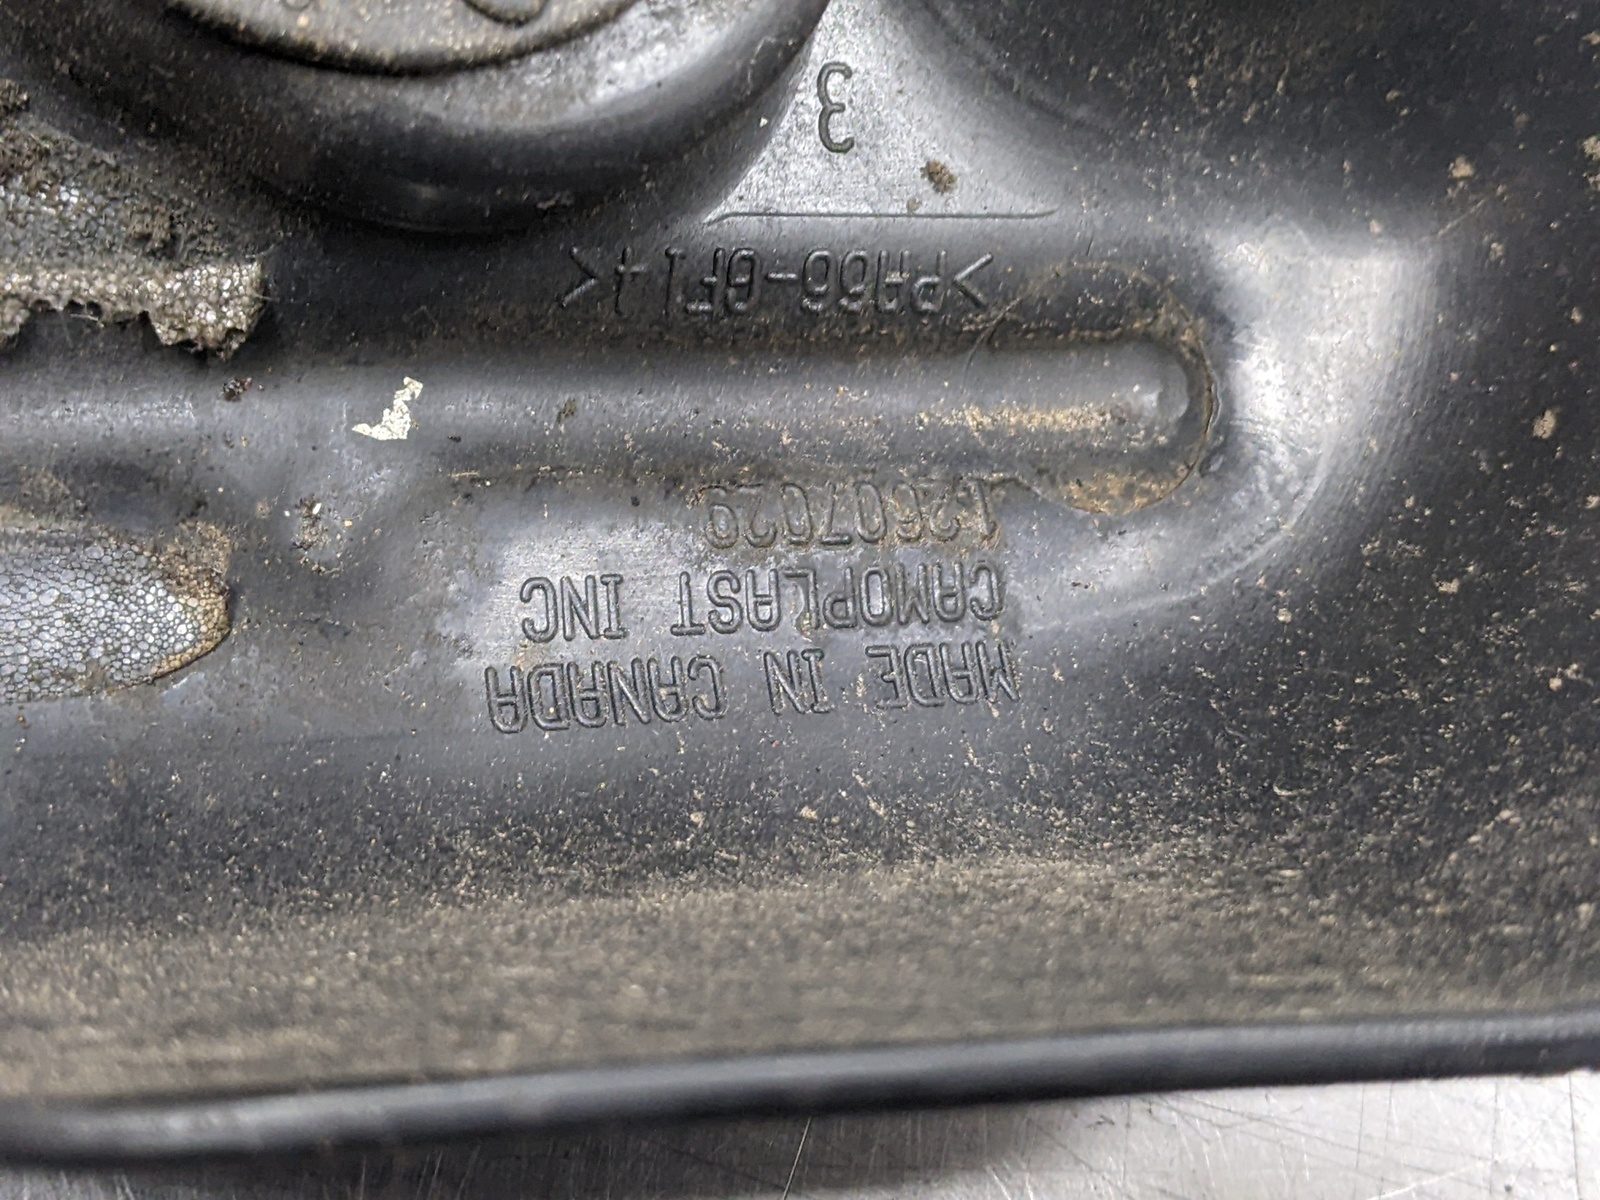 MADE IN CANADA
CAMOPLAST INC
12607029
>PA66-GF14<
3